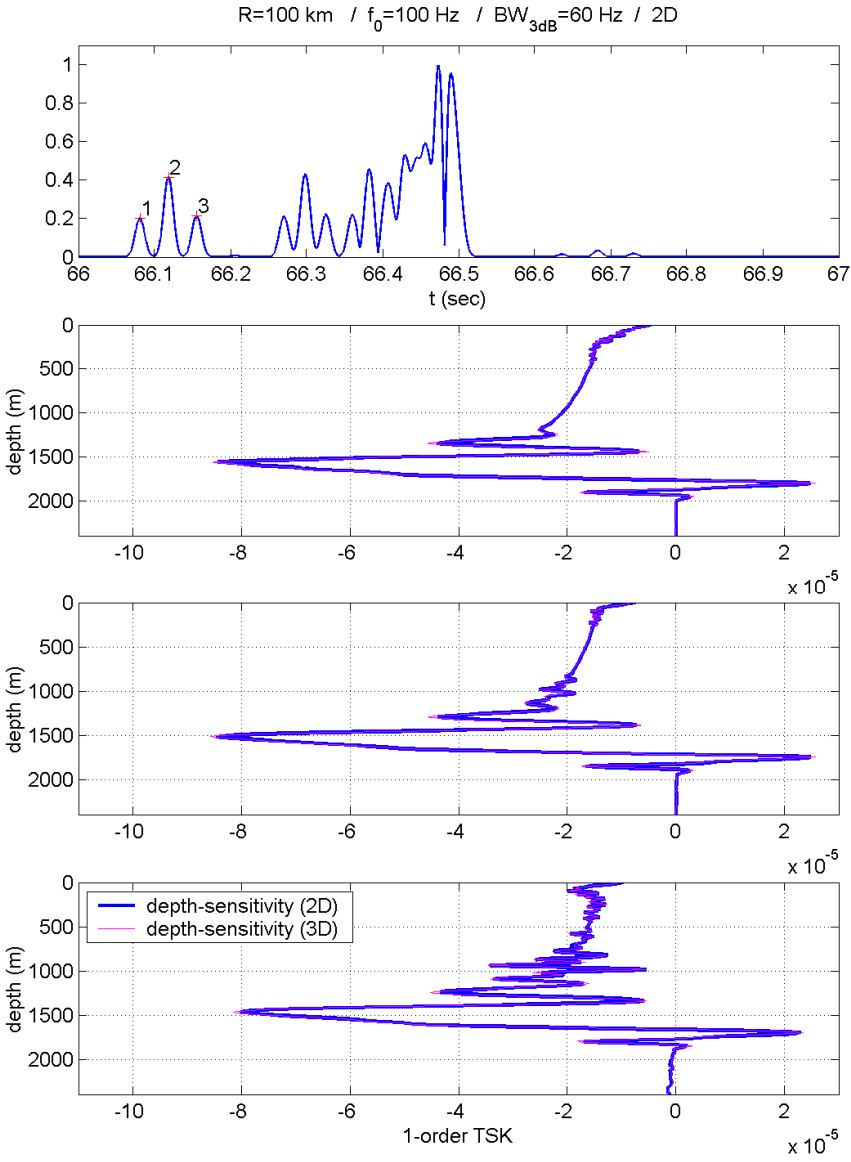 R=100 km / f₀=100 Hz / BW₃dB=60 Hz / 2D
1
0.8
0.6
0.4
0.2
0
1
2
3
66 66.1 66.2 66.3 66.4 66.5 66.6 66.7 66.8 66.9 67
t (sec)
0
500
1000
1500
2000
depth (m)
-10 -8 -6 -4 -2 0 2
x 10⁻⁵
0
500
1000
1500
2000
depth (m)
-10 -8 -6 -4 -2 0 2
x 10⁻⁵
0
500
1000
1500
2000
depth (m)
depth-sensitivity (2D)
depth-sensitivity (3D)
-10 -8 -6 -4 -2 0 2
1-order TSK
x 10⁻⁵